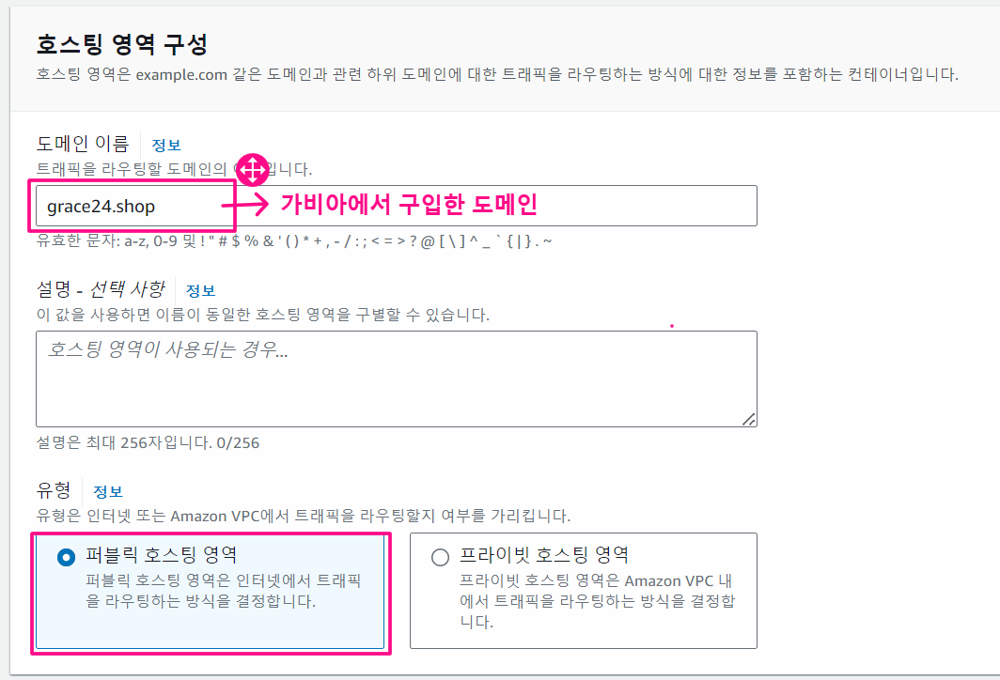 호스팅 영역 구성
호스팅 영역은 example.com 같은 도메인과 관련 하위 도메인에 대한 트래픽을 라우팅하는 방식에 대한 정보를 포함하는 컨테이너입니다.
도메인 이름 정보
트래픽을 라우팅할 도메인의 입니다.
grace24.shop 가비아에서 구입한 도메인
유효한 문자: a-z, 0-9 및 ! " # $ % & ' ( ) * + , - / : ; < = > ? @ [ \ ] ^ _ ` { | } . ~
설명 - 선택 사항 정보
이 값을 사용하면 이름이 동일한 호스팅 영역을 구별할 수 있습니다.
호스팅 영역이 사용되는 경우...
설명은 최대 256자입니다. 0/256
유형 정보
유형은 인터넷 또는 Amazon VPC에서 트래픽을 라우팅할지 여부를 가리킵니다.
퍼블릭 호스팅 영역
퍼블릭 호스팅 영역은 인터넷에서 트래픽
을 라우팅하는 방식을 결정합니다.
프라이빗 호스팅 영역
프라이빗 호스팅 영역은 Amazon VPC 내
에서 트래픽을 라우팅하는 방식을 결정합
니다.